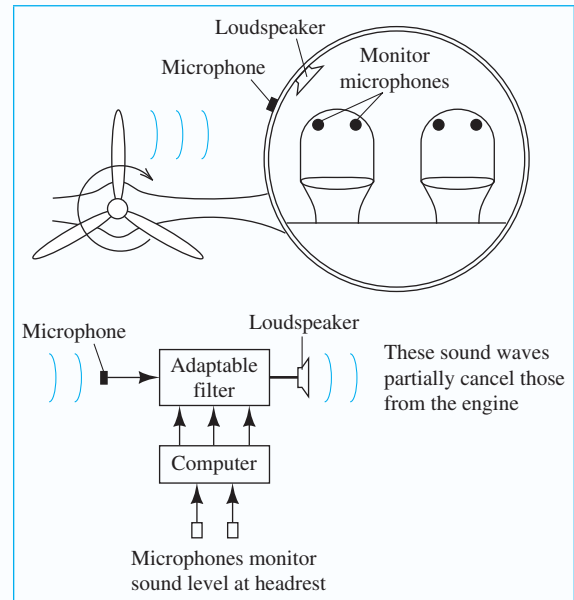 Loudspeaker
Microphone
Monitor
microphones
Microphone
Loudspeaker
Adaptable
filter
These sound waves
partially cancel those
from the engine
Computer
Microphones monitor
sound level at headrest